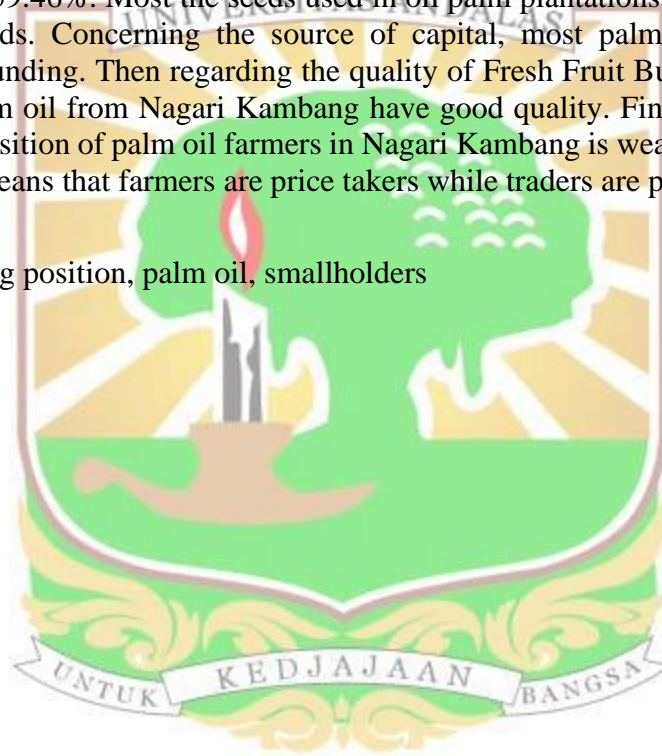 59.46%. Most the seeds used in oil palm plantations
ds. Concerning the source of capital, most palm
unding. Then regarding the quality of Fresh Fruit Bu
m oil from Nagari Kambang have good quality. Fin
sition of palm oil farmers in Nagari Kambang is wea
eans that farmers are price takers while traders are p
g position, palm oil, smallholders
UNTUK KEDJAJAAN BANGSA